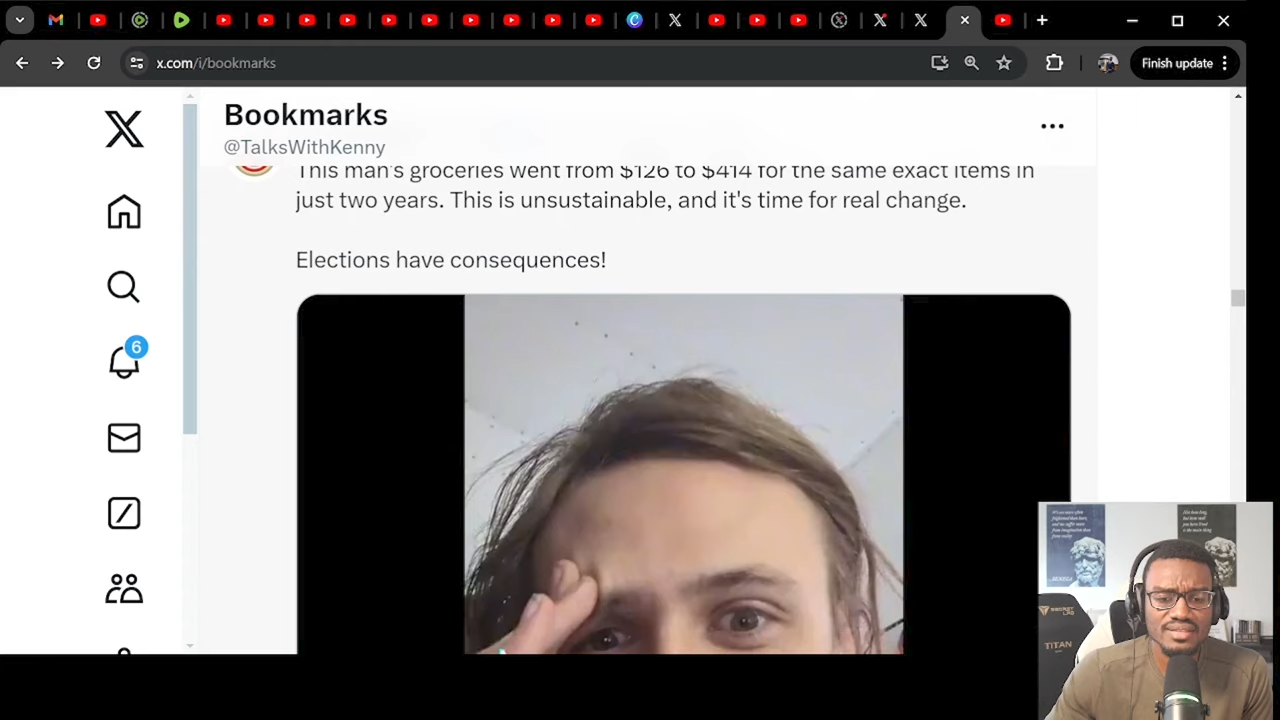 x.com/i/bookmarks
Finish update
Bookmarks
@TalksWithKenny
This man's groceries went from $126 to $414 for the same exact items in
just two years. This is unsustainable, and it's time for real change.
Elections have consequences!
6
TITAN